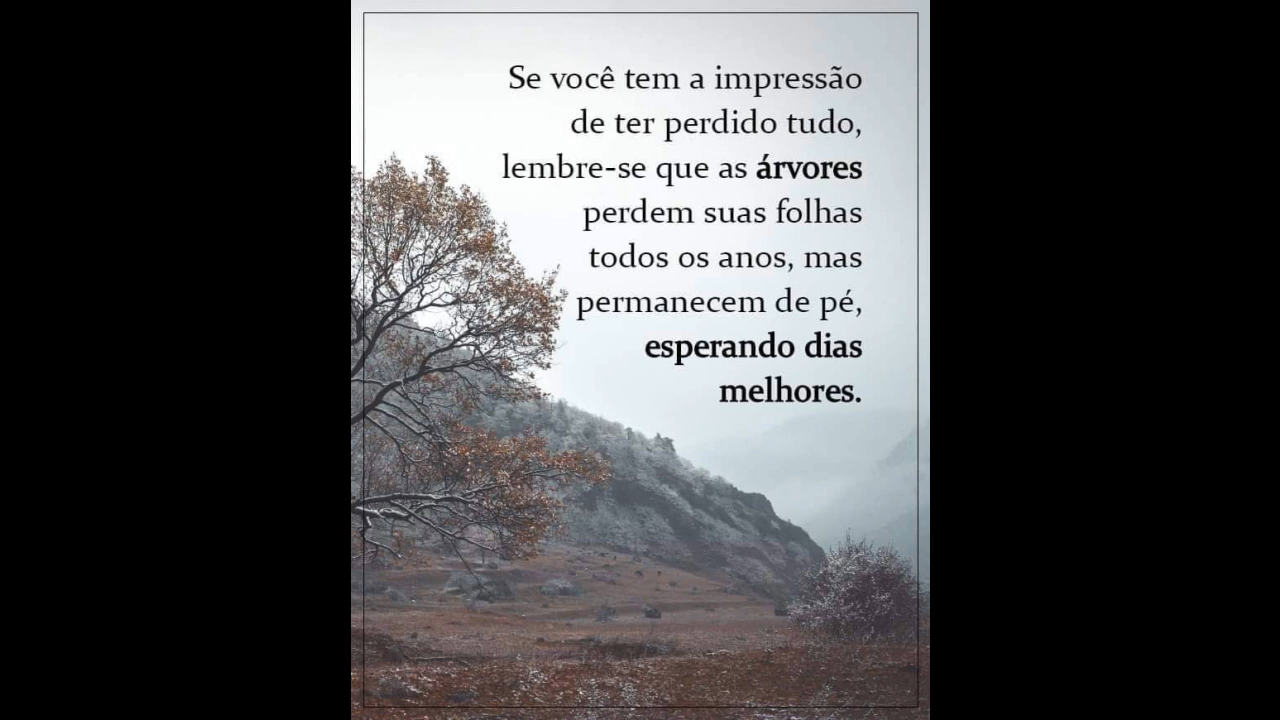 Se você tem a impressão
de ter perdido tudo,
lembre-se que as árvores
perdem suas folhas
todos os anos, mas
permanecem de pé,
esperando dias
melhores.